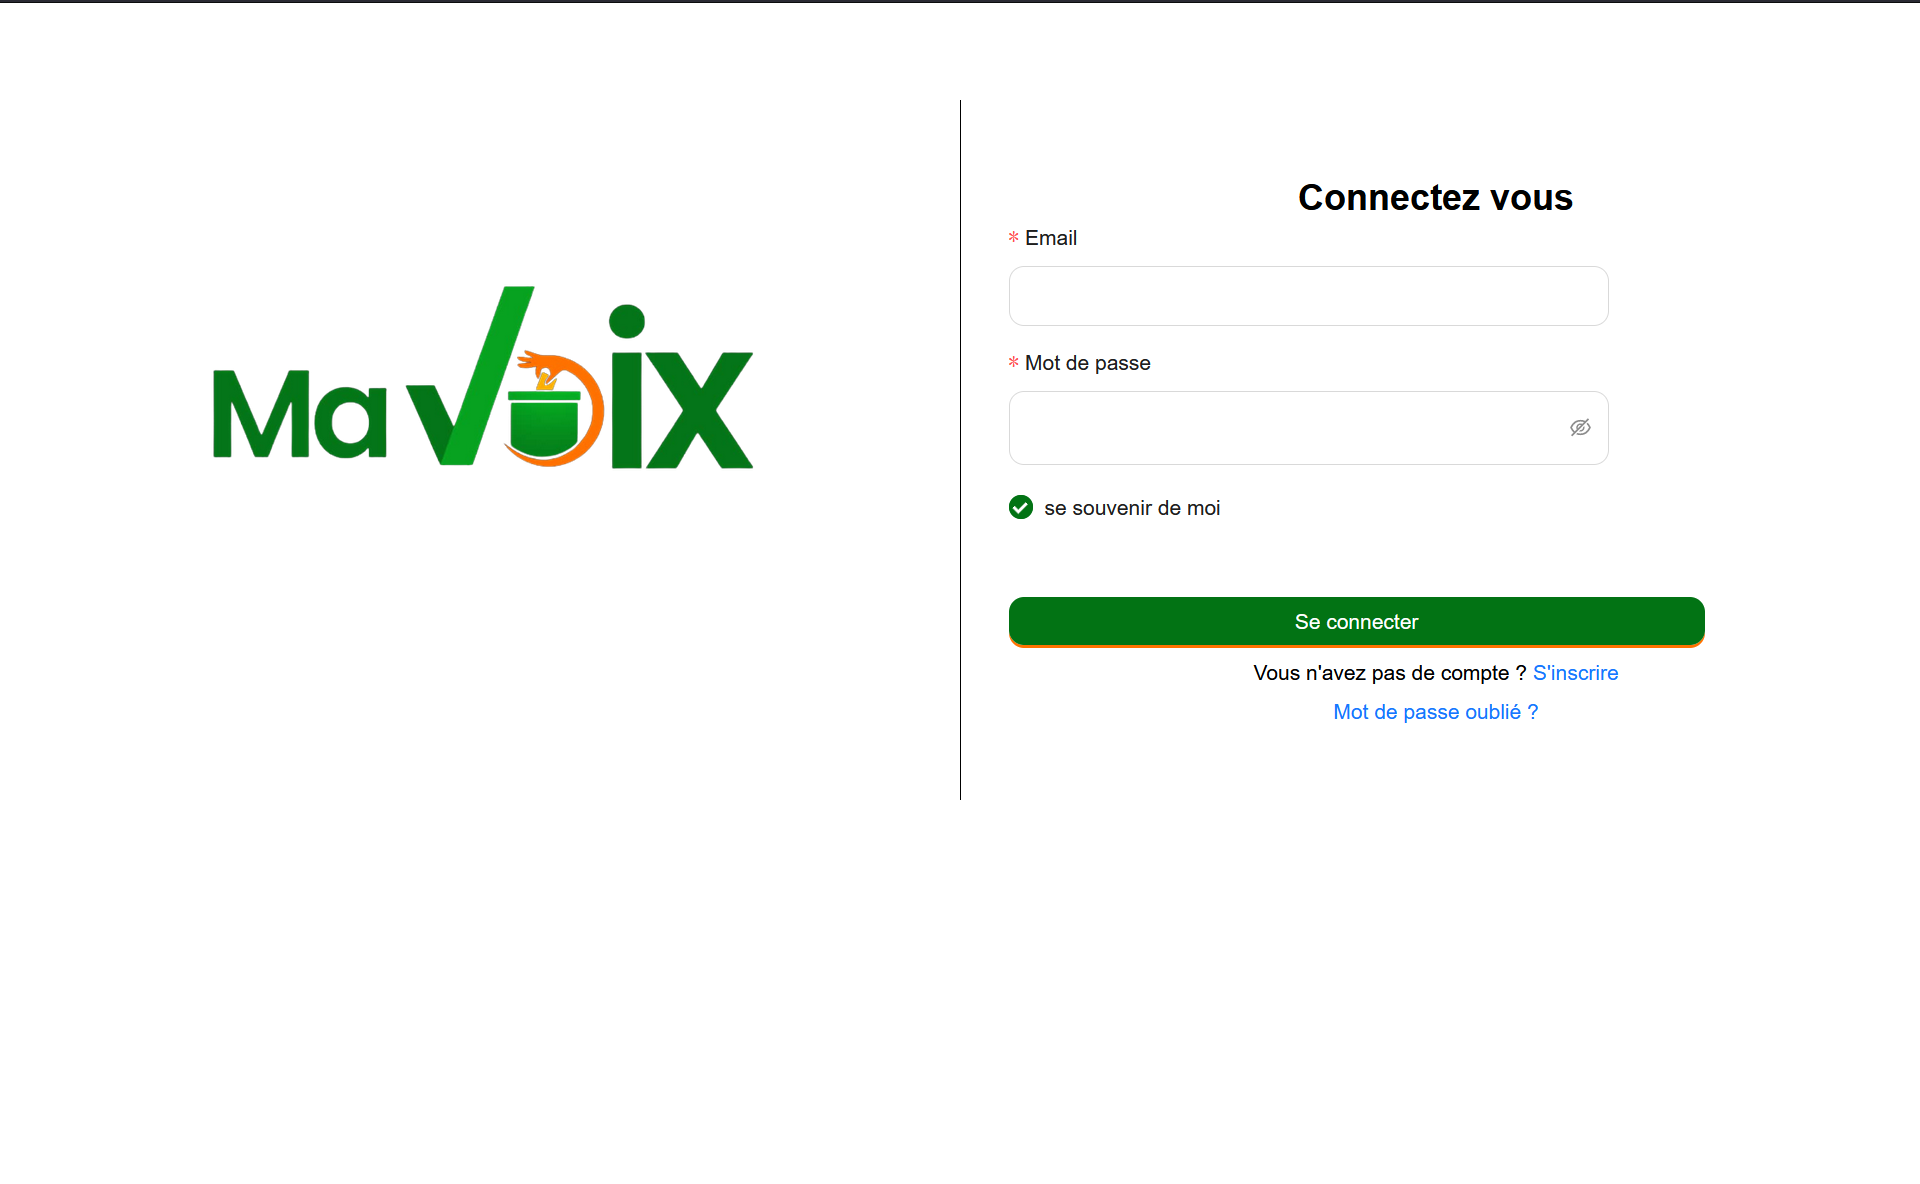 Ma VOIX
Connectez vous
* Email
* Mot de passe
se souvenir de moi
Se connecter
Vous n'avez pas de compte ? S'inscrire
Mot de passe oublié ?